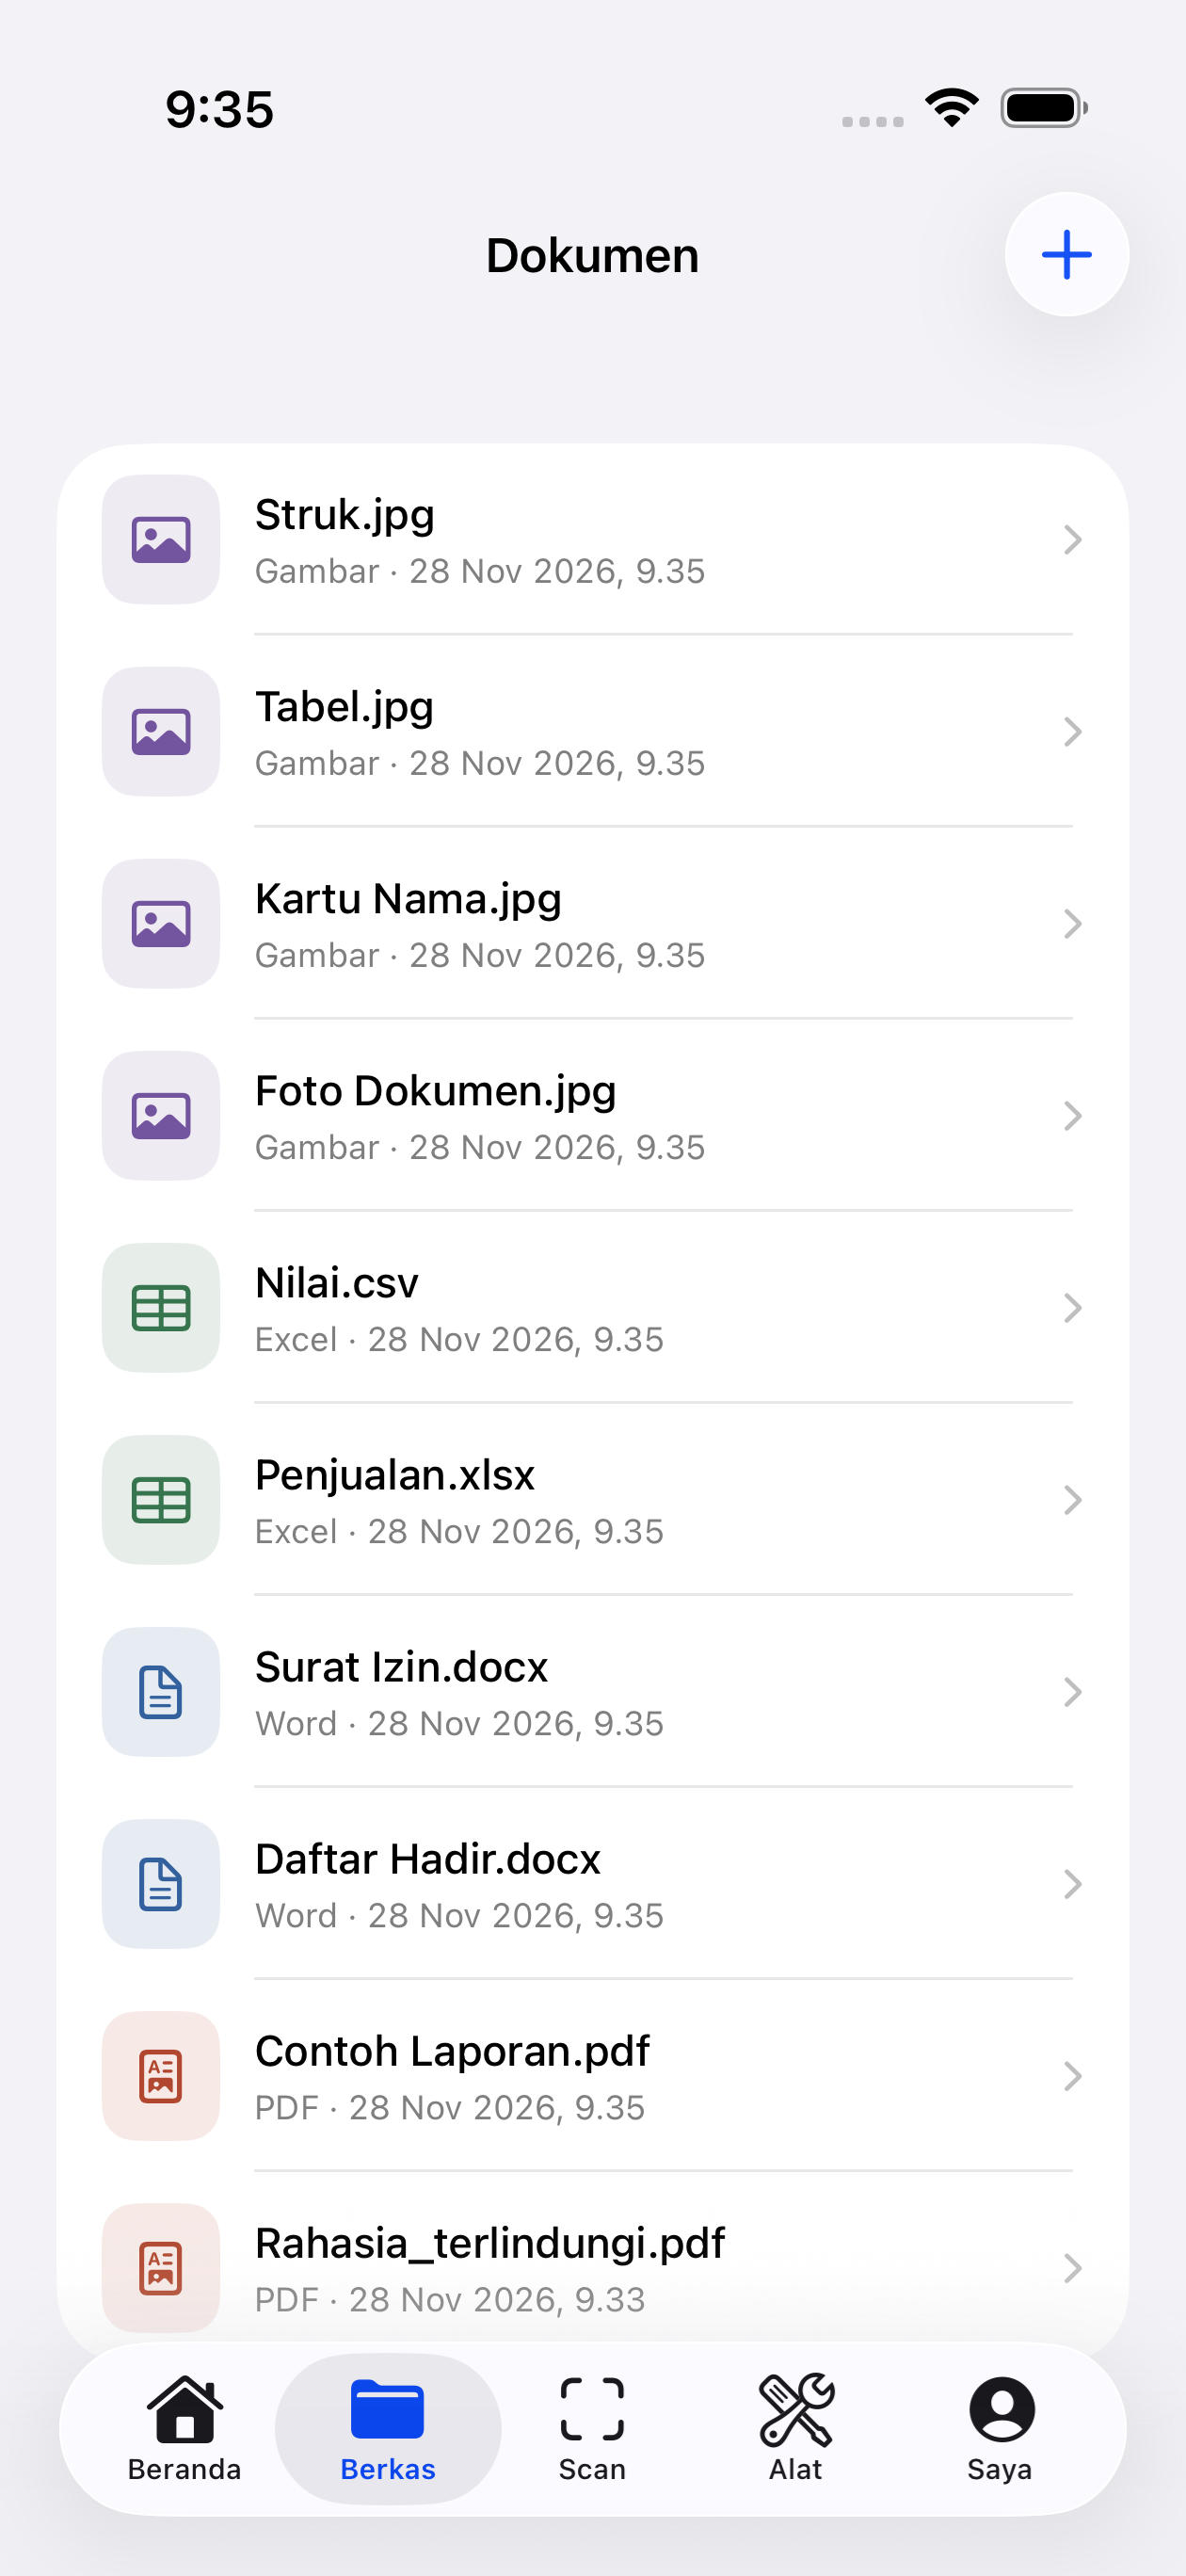 9:35
Dokumen
Struk.jpg
Gambar · 28 Nov 2026, 9.35
Tabel.jpg
Gambar · 28 Nov 2026, 9.35
Kartu Nama.jpg
Gambar · 28 Nov 2026, 9.35
Foto Dokumen.jpg
Gambar · 28 Nov 2026, 9.35
Nilai.csv
Excel · 28 Nov 2026, 9.35
Penjualan.xlsx
Excel · 28 Nov 2026, 9.35
Surat Izin.docx
Word · 28 Nov 2026, 9.35
Daftar Hadir.docx
Word · 28 Nov 2026, 9.35
Contoh Laporan.pdf
PDF · 28 Nov 2026, 9.35
Rahasia_terlindungi.pdf
PDF · 28 Nov 2026, 9.33
Beranda Berkas Scan Alat Saya